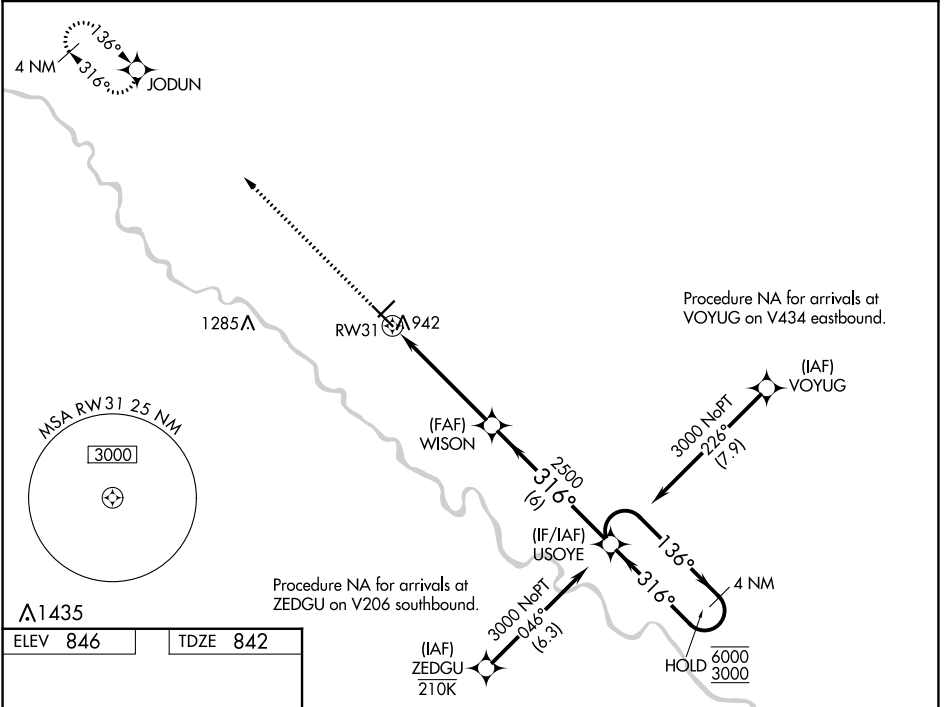 136°
4 NM
316°
JODUN
1285
RW31
942
Procedure NA for arrivals at
VOYUG on V434 eastbound.
(IAF)
VOYUG
3000 NoPT
226°
(7.9)
MSA RW31 25 NM
3000
(FAF)
WISON
2500
316°
(6)
(IF/IAF)
USOYE
136°
316°
4 NM
HOLD
6000
3000
Procedure NA for arrivals at
ZEDGU on V206 southbound.
3000 NoPT
046°
(6.3)
(IAF)
ZEDGU
210K
1435
ELEV 846
TDZE 842